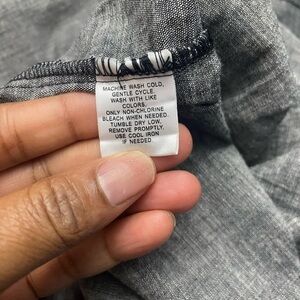 MACHINE WASH COLD,
GENTLE CYCLE.
WASH WITH LIKE
COLORS.
ONLY NON-CHLORINE
BLEACH WHEN NEEDED.
TUMBLE DRY LOW.
REMOVE PROMPTLY.
USE COOL IRON
IF NEEDED